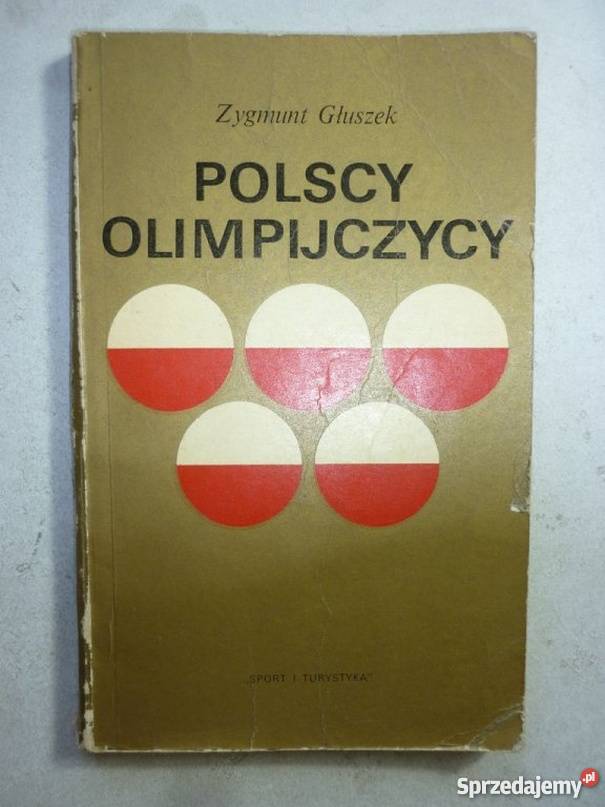 Zygmunt Głuszek
POLSCY
OLIMPIJCZYCY
„SPORT I TURYSTYKA"
Sprzedajemy.pl